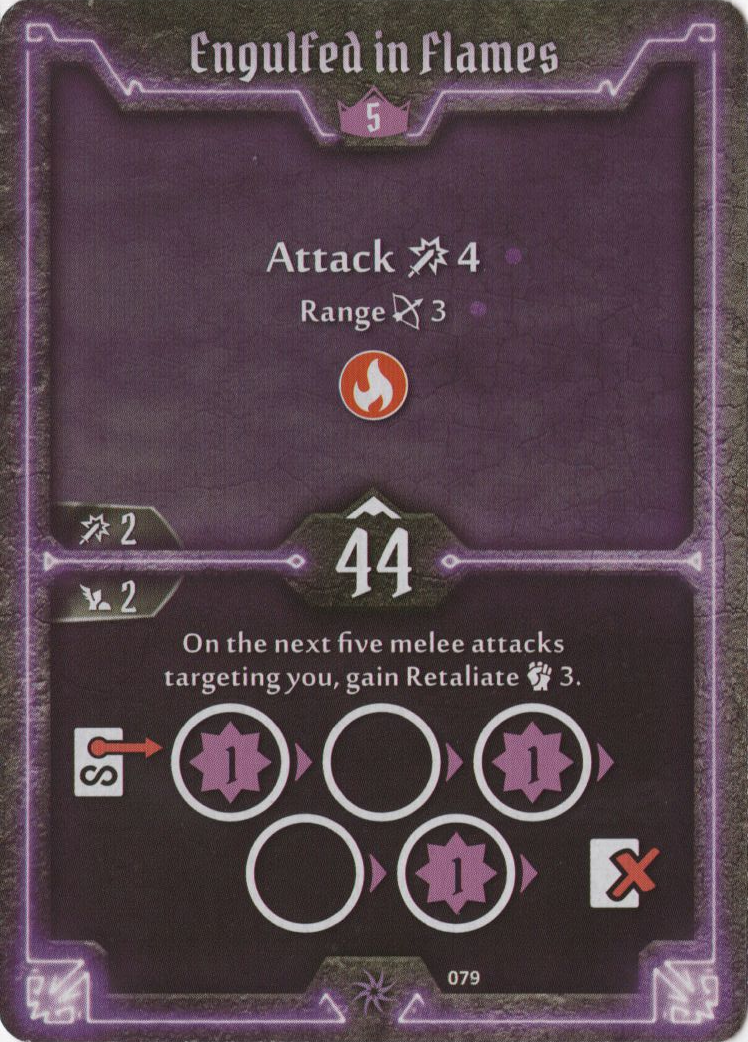 Engulfed in Flames
5
Attack 4
Range 3
2
44
2
On the next five melee attacks
targeting you, gain Retaliate 3.
1 1
1
079